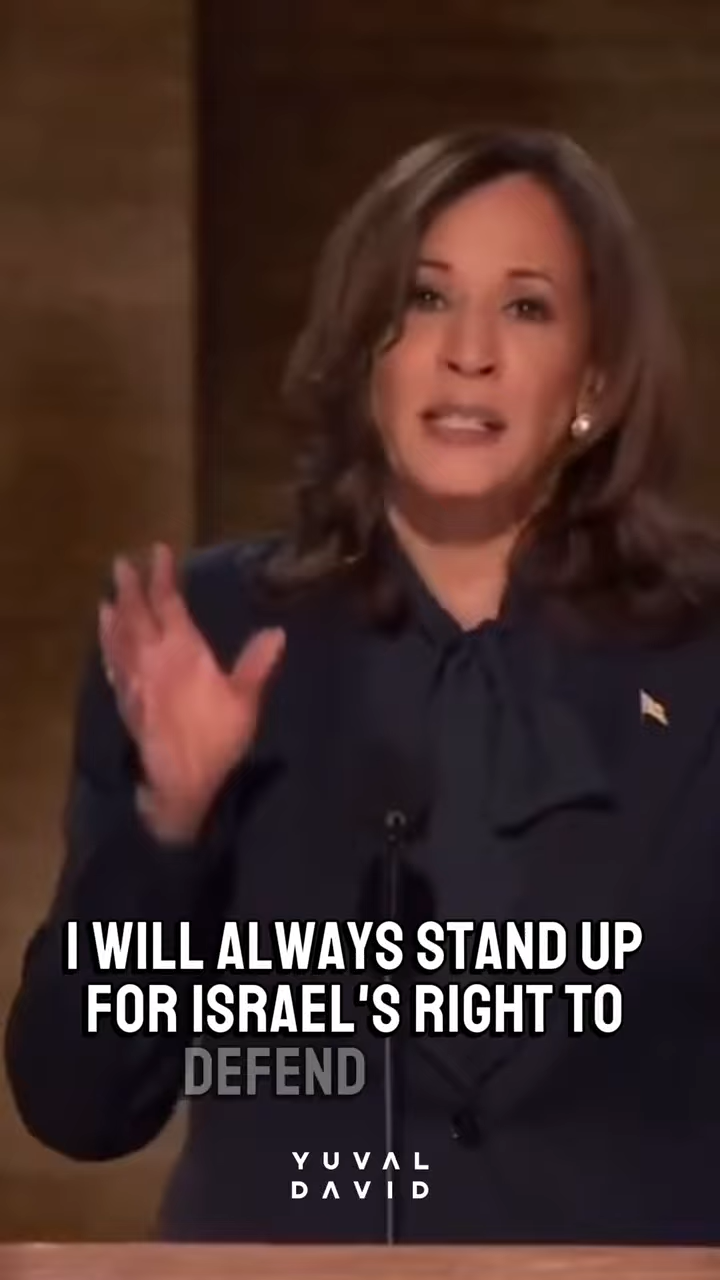 I WILL ALWAYS STAND UP
FOR ISRAEL'S RIGHT TO
DEFEND
YUVAL
DAVID